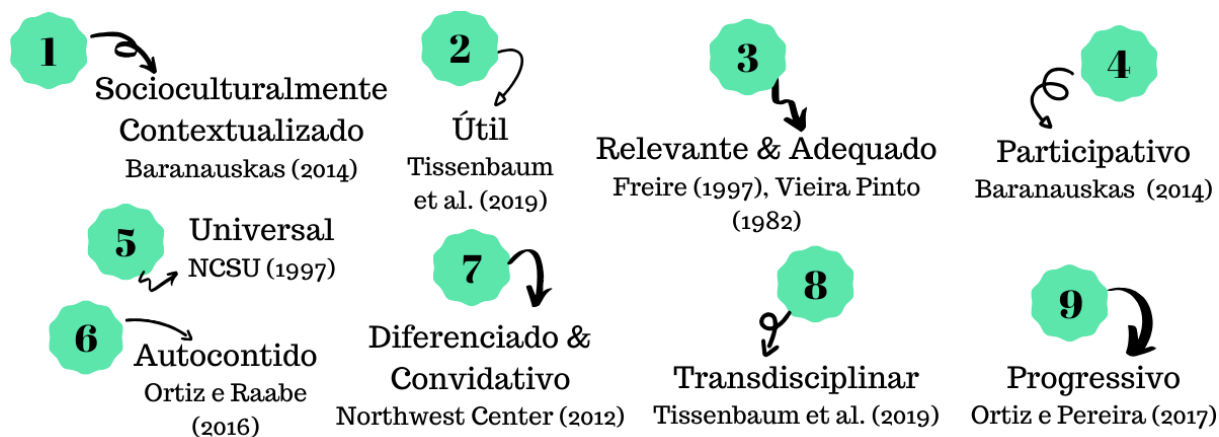 1
Socioculturalmente
Contextualizado
Baranauskas (2014)
2
Útil
Tissenbaum
et al. (2019)
3
Relevante & Adequado
Freire (1997), Vieira Pinto
(1982)
4
Participativo
Baranauskas (2014)
5
Universal
NCSU (1997)
6
Autocontido
Ortiz e Raabe
(2016)
7
Diferenciado &
Convidativo
Northwest Center (2012)
8
Transdisciplinar
Tissenbaum et al. (2019)
9
Progressivo
Ortiz e Pereira (2017)